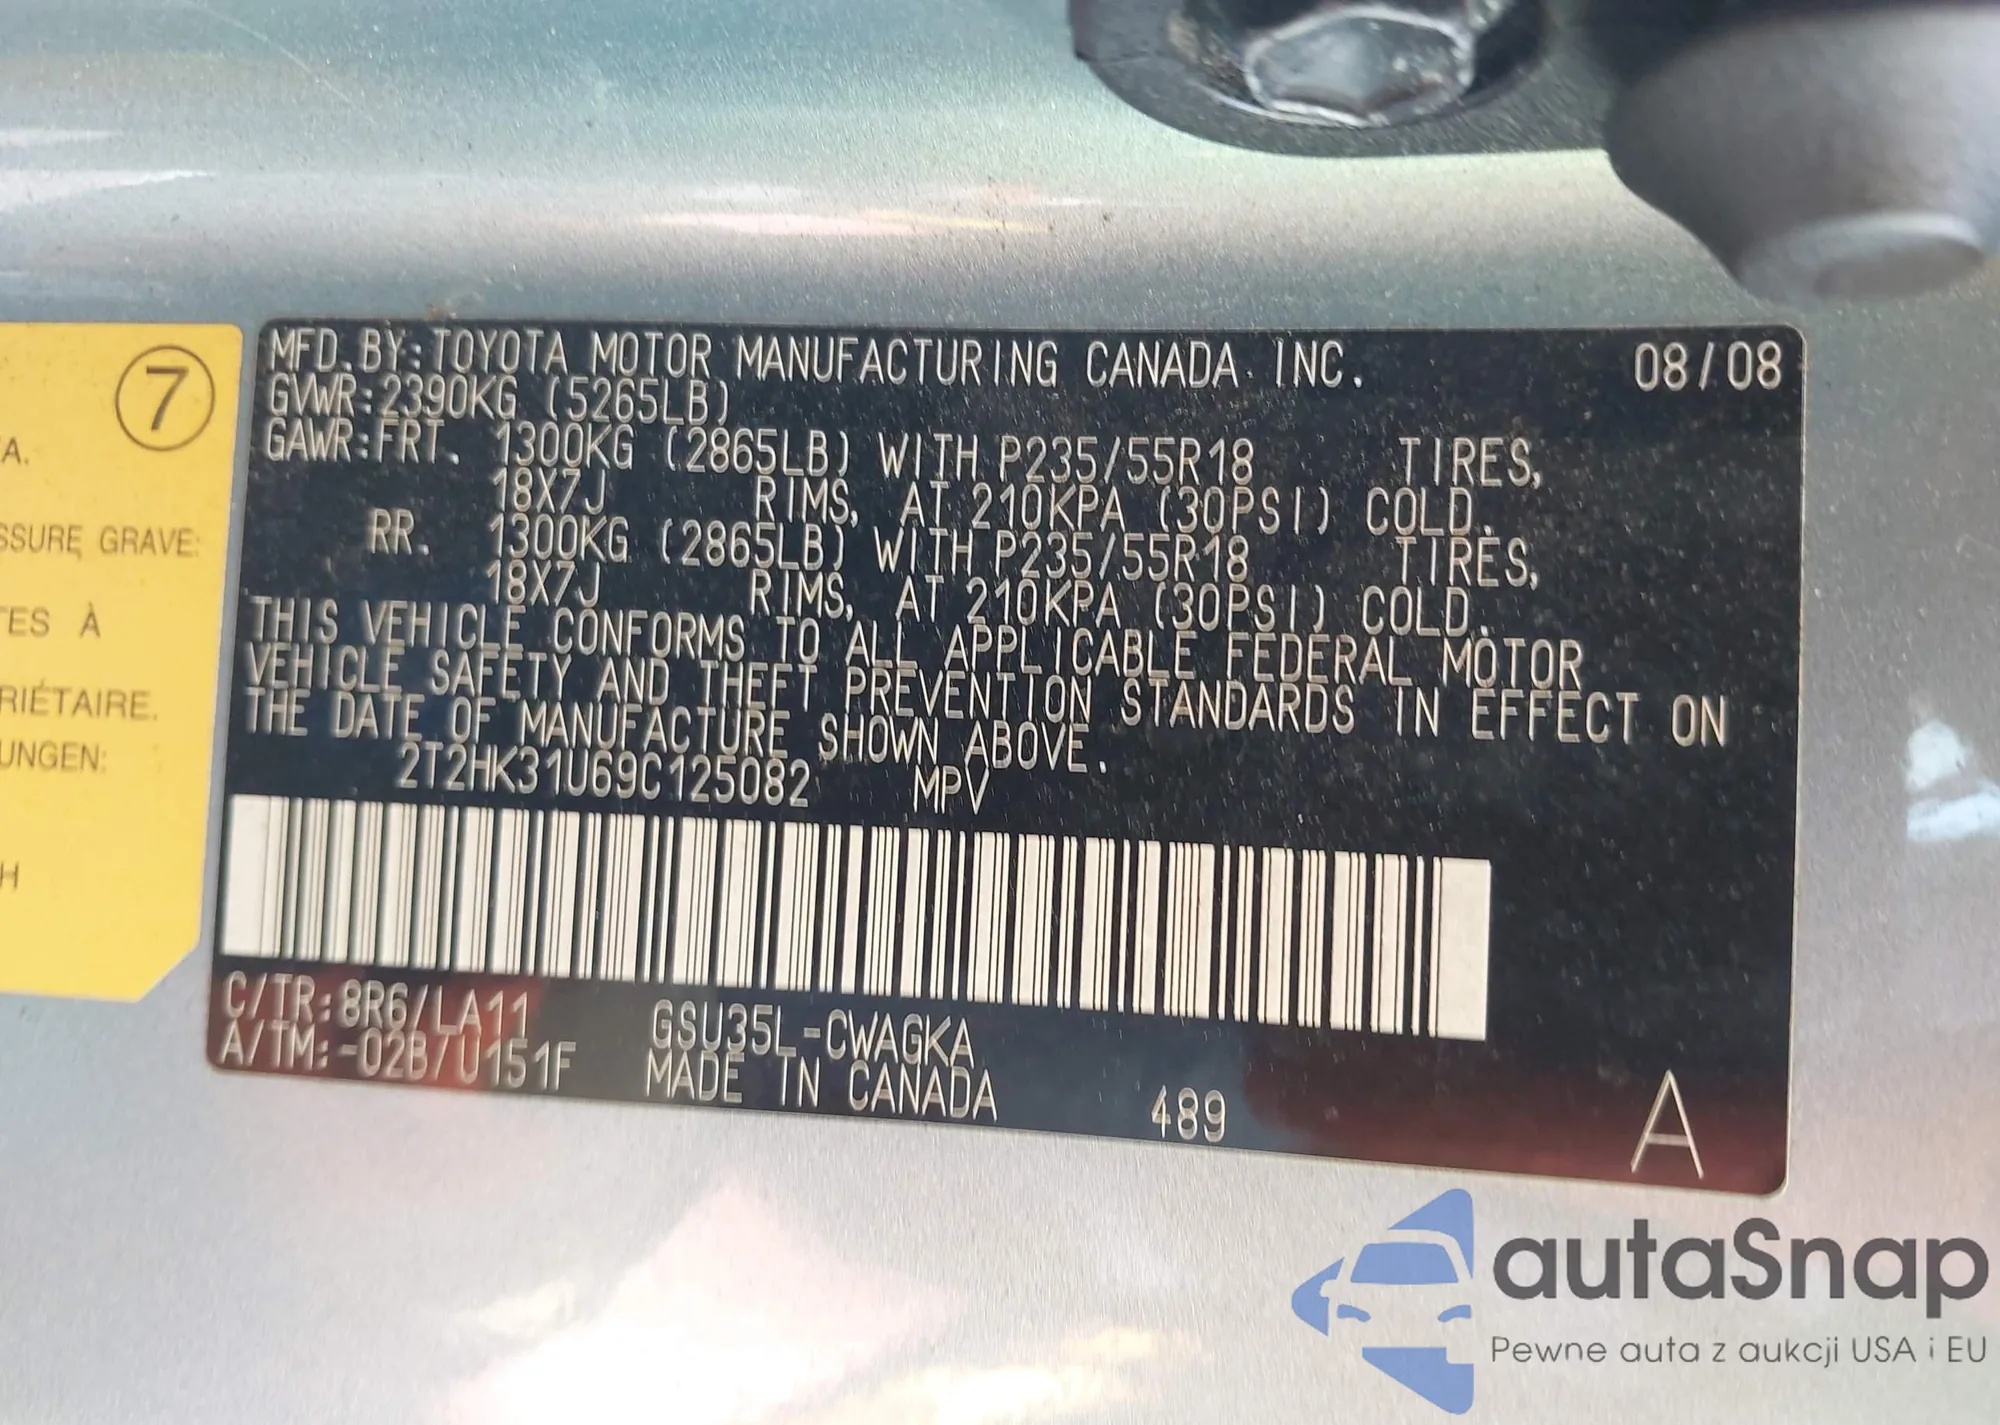 7
A.
SSURE GRAVE:
TES À
RIÉTAIRE.
UNGEN:
H
MFD. BY: TOYOTA MOTOR MANUFACTURING CANADA INC. 08/08
GVWR: 2390KG (5265LB)
GAWR: FRT. 1300KG (2865LB) WITH P235/55R18 TIRES,
18X7J RIMS, AT 210KPA (30PSI) COLD.
RR. 1300KG (2865LB) WITH P235/55R18 TIRES,
18X7J RIMS, AT 210KPA (30PSI) COLD.
THIS VEHICLE CONFORMS TO ALL APPLICABLE FEDERAL MOTOR
VEHICLE SAFETY AND THEFT PREVENTION STANDARDS IN EFFECT ON
THE DATE OF MANUFACTURE SHOWN ABOVE.
2T2HK31U69C125082 MPV
C/TR: 8R6/LA11 GSU35L-CWAGKA
A/TM: -02B/U151F MADE IN CANADA 489 A
autaSnap
Pewne auta z aukcji USA i EU